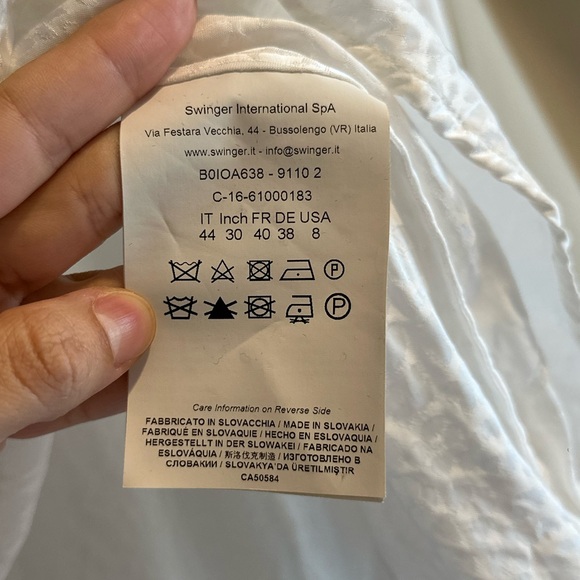 Swinger International SpA
Via Festara Vecchia, 44 - Bussolengo (VR) Italia
www.swinger.it - info@swinger.it
B0IOA638 - 9110 2
C-16-61000183
IT Inch FR DE USA
44 30 40 38 8
P
P
Care Information on Reverse Side
FABBRICATO IN SLOVACCHIA / MADE IN SLOVAKIA /
FABRIQUÉ EN SLOVAQUIE / HECHO EN ESLOVAQUIA /
HERGESTELLT IN DER SLOWAKEI / FABRICADO NA
ESLOVÁQUIA / 斯洛伐克制造 / ИЗГОТОВЛЕНО В
СЛОВАКИИ / SLOVAKYA'DA ÜRETILMIŞTIR
CA50584